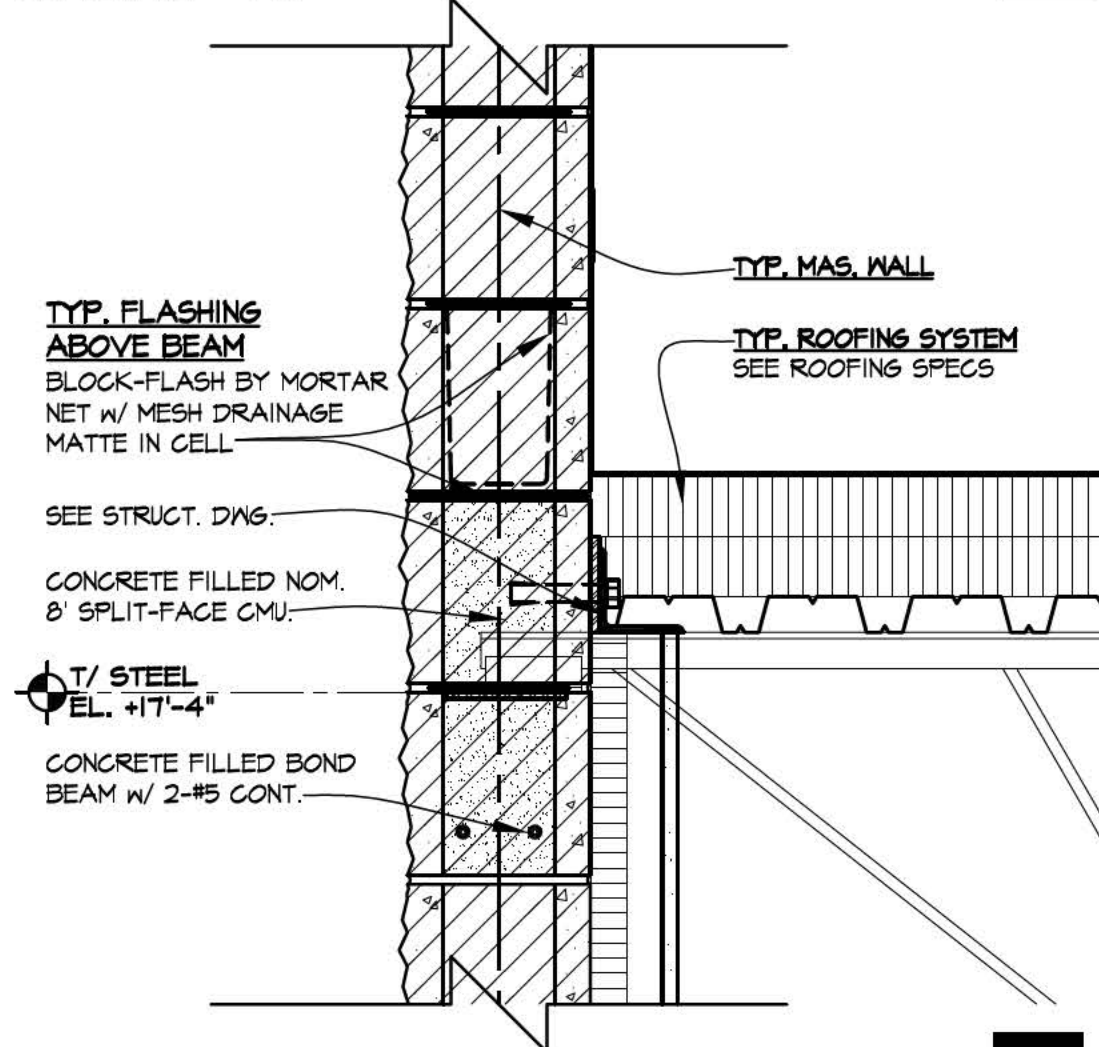 TYP. MAS. WALL
TYP. FLASHING
ABOVE BEAM
BLOCK-FLASH BY MORTAR
NET w/ MESH DRAINAGE
MATTE IN CELL
TYP. ROOFING SYSTEM
SEE ROOFING SPECS
SEE STRUCT. DWG.
CONCRETE FILLED NOM.
8' SPLIT-FACE CMU.
T/ STEEL
EL. +17'-4"
CONCRETE FILLED BOND
BEAM w/ 2-#5 CONT.